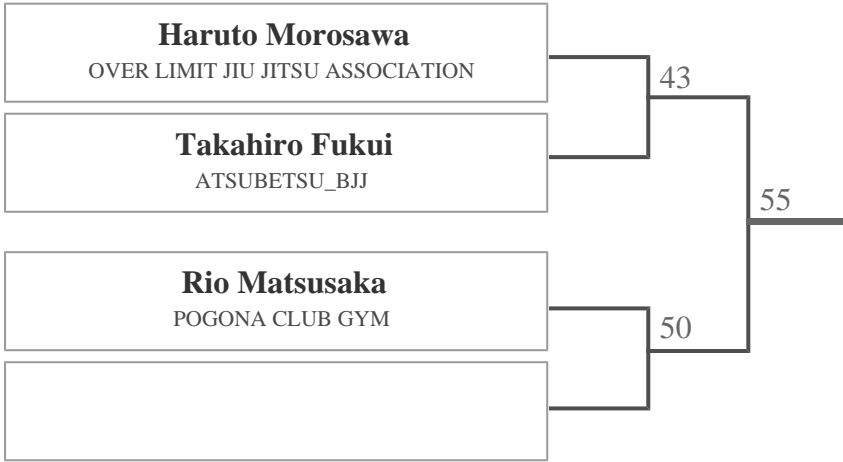 Haruto Morosawa
OVER LIMIT JIU JITSU ASSOCIATION
43
Takahiro Fukui
ATSUBETSU_BJJ
55
Rio Matsusaka
POGONA CLUB GYM
50